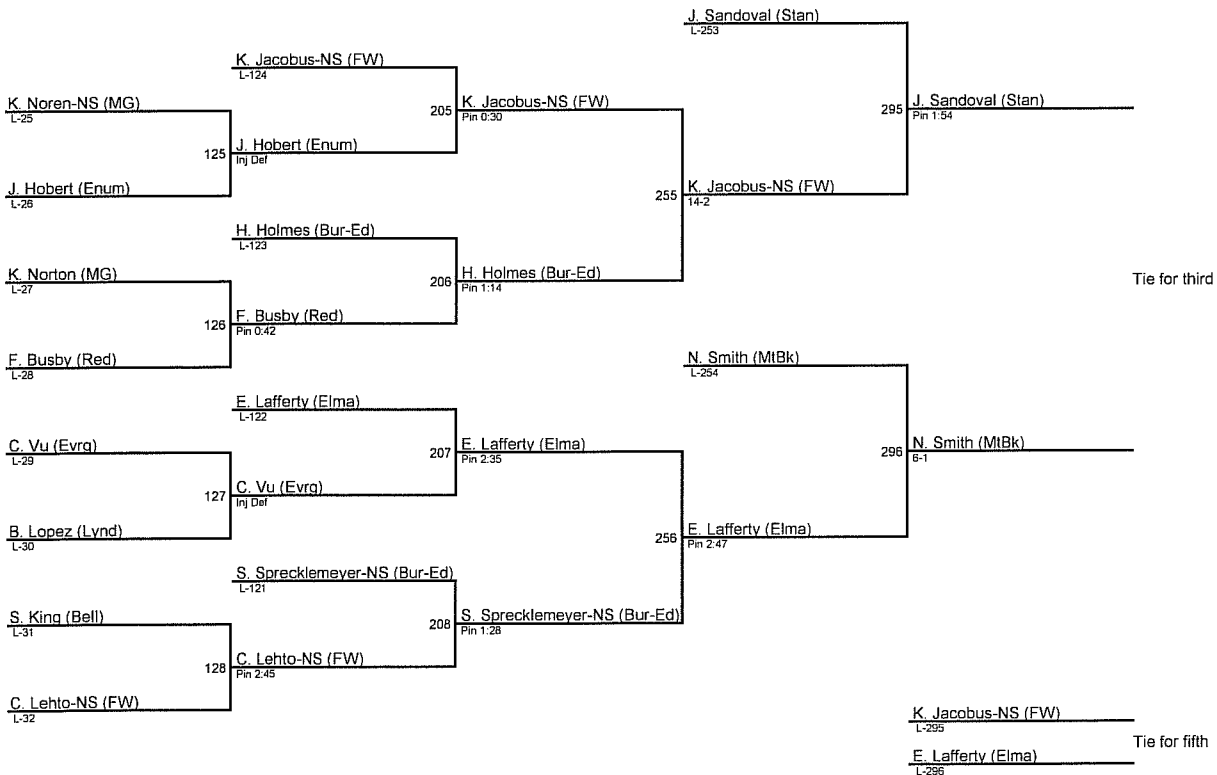 J. Sandoval (Stan)
L-253
K. Jacobus-NS (FW)
L-124
K. Noren-NS (MG)
L-25
205
K. Jacobus-NS (FW)
Pin 0:30
295
J. Sandoval (Stan)
Pin 1:54
125
J. Hobert (Enum)
Inj Def
J. Hobert (Enum)
L-26
255
K. Jacobus-NS (FW)
14-2
H. Holmes (Bur-Ed)
L-123
K. Norton (MG)
L-27
206
H. Holmes (Bur-Ed)
Pin 1:14
Tie for third
126
F. Busby (Red)
Pin 0:42
F. Busby (Red)
L-28
N. Smith (MtBk)
L-254
E. Lafferty (Elma)
L-122
C. Vu (Evrg)
L-29
207
E. Lafferty (Elma)
Pin 2:35
296
N. Smith (MtBk)
6-1
127
C. Vu (Evrg)
Inj Def
B. Lopez (Lynd)
L-30
256
E. Lafferty (Elma)
Pin 2:47
S. Sprecklemeyer-NS (Bur-Ed)
L-121
S. King (Bell)
L-31
208
S. Sprecklemeyer-NS (Bur-Ed)
Pin 1:28
128
C. Lehto-NS (FW)
Pin 2:45
C. Lehto-NS (FW)
L-32
K. Jacobus-NS (FW)
L-295
Tie for fifth
E. Lafferty (Elma)
L-296